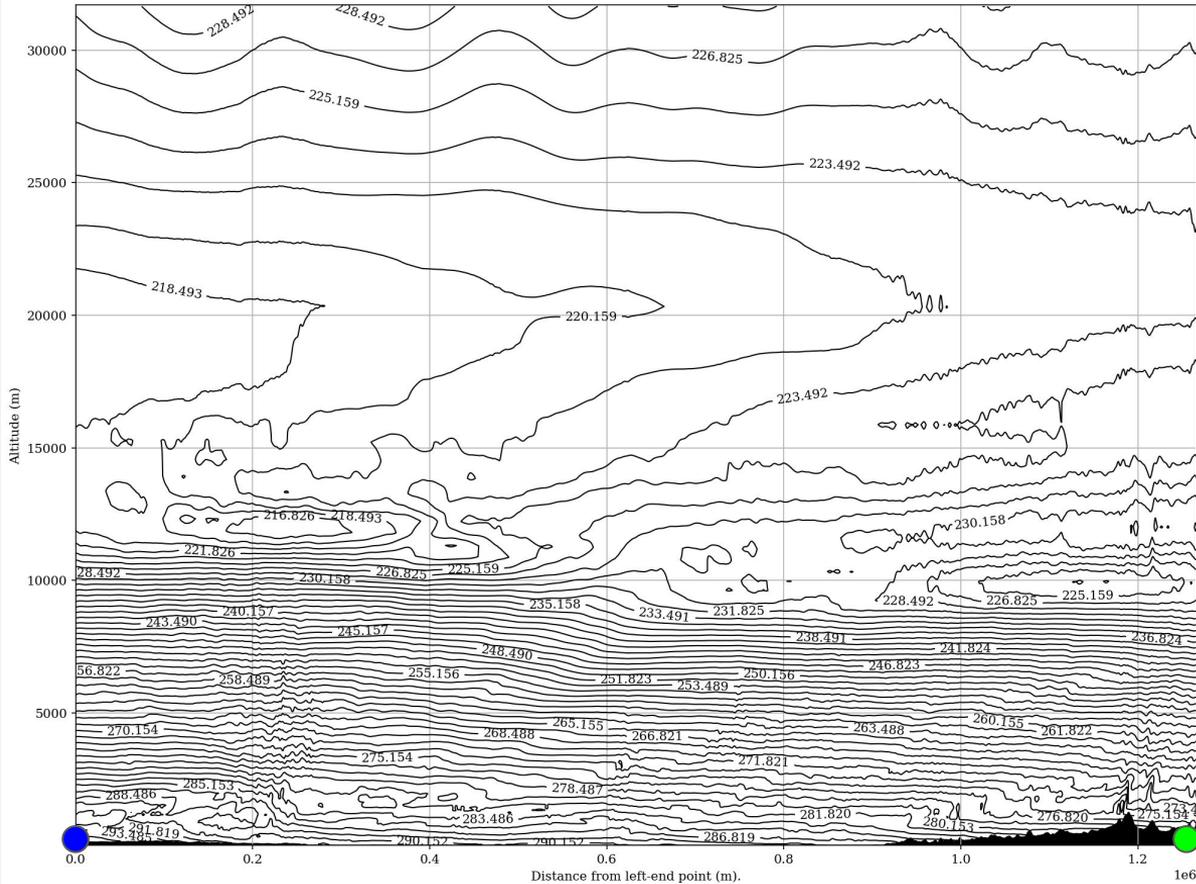 228.492 228.492
30000 226.825
225.159
25000 223.492
218.493
20000 220.159
223.492
15000
216.826 218.493
230.158
221.826
10000 28.492 230.158 226.825 225.159
225.159
228.492 226.825
240.157 235.158 233.491 231.825
243.490 245.157 238.491 236.824
248.490 241.824
56.822 258.489 255.156 251.823 250.156 246.823
253.489
5000
270.154 268.488 265.155 266.821 263.488 260.155 261.822
275.154 271.821
285.153 278.487
288.486 273.4
283.486 281.820 276.820 275.154
293.485 291.819 280.153
290.152 290.152 286.819
Altitude (m)
0.0 0.2 0.4 0.6 0.8 1.0 1.2
1e6
Distance from left-end point (m).